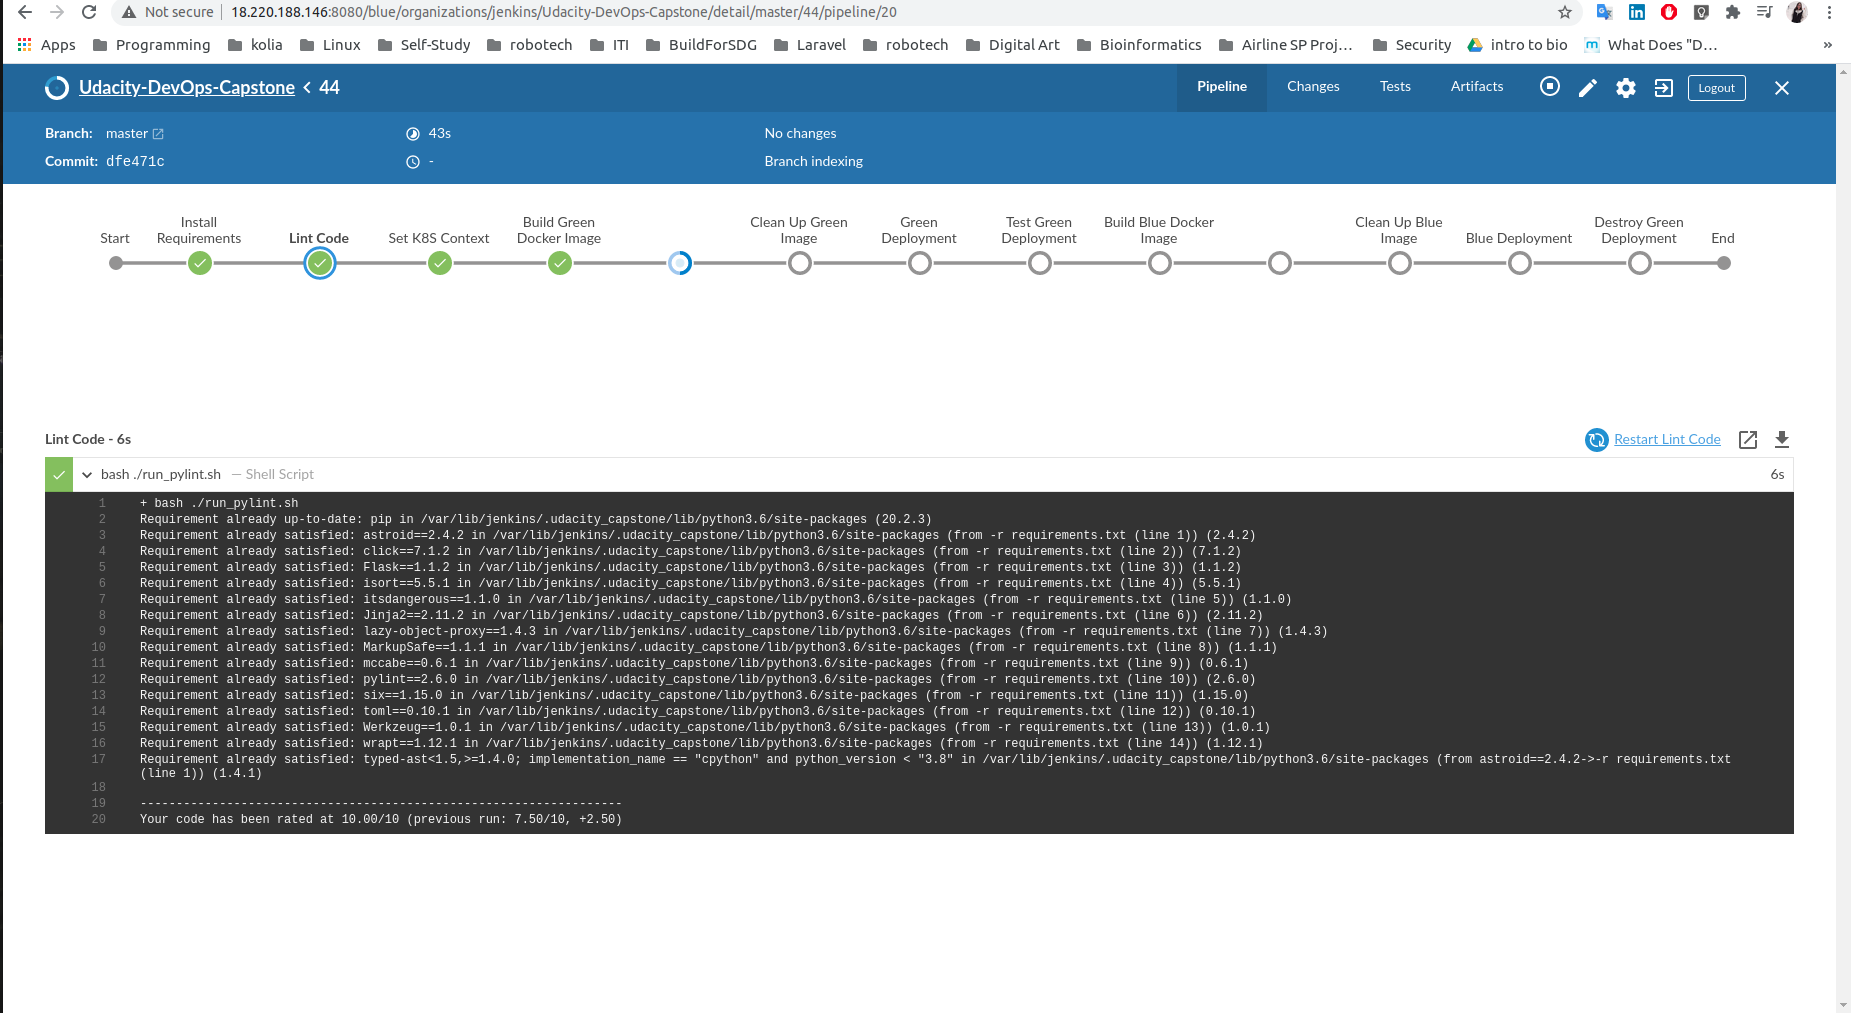 Not secure | 18.220.188.146:8080/blue/organizations/jenkins/Udacity-DevOps-Capstone/detail/master/44/pipeline/20
Apps Programming kolia Linux Self-Study robotech ITI BuildForSDG Laravel robotech Digital Art Bioinformatics Airline SP Proj… Security intro to bio What Does "D… »
Udacity-DevOps-Capstone < 44 Pipeline Changes Tests Artifacts Logout
Branch: master 43s No changes
Commit: dfe471c - Branch indexing
Start
Install Requirements
Lint Code
Set K8S Context
Build Green Docker Image
Clean Up Green Image
Green Deployment
Test Green Deployment
Build Blue Docker Image
Clean Up Blue Image
Blue Deployment
Destroy Green Deployment
End
Lint Code - 6s Restart Lint Code
bash ./run_pylint.sh — Shell Script 6s
1 + bash ./run_pylint.sh
2 Requirement already up-to-date: pip in /var/lib/jenkins/.udacity_capstone/lib/python3.6/site-packages (20.2.3)
3 Requirement already satisfied: astroid==2.4.2 in /var/lib/jenkins/.udacity_capstone/lib/python3.6/site-packages (from -r requirements.txt (line 1)) (2.4.2)
4 Requirement already satisfied: click==7.1.2 in /var/lib/jenkins/.udacity_capstone/lib/python3.6/site-packages (from -r requirements.txt (line 2)) (7.1.2)
5 Requirement already satisfied: Flask==1.1.2 in /var/lib/jenkins/.udacity_capstone/lib/python3.6/site-packages (from -r requirements.txt (line 3)) (1.1.2)
6 Requirement already satisfied: isort==5.5.1 in /var/lib/jenkins/.udacity_capstone/lib/python3.6/site-packages (from -r requirements.txt (line 4)) (5.5.1)
7 Requirement already satisfied: itsdangerous==1.1.0 in /var/lib/jenkins/.udacity_capstone/lib/python3.6/site-packages (from -r requirements.txt (line 5)) (1.1.0)
8 Requirement already satisfied: Jinja2==2.11.2 in /var/lib/jenkins/.udacity_capstone/lib/python3.6/site-packages (from -r requirements.txt (line 6)) (2.11.2)
9 Requirement already satisfied: lazy-object-proxy==1.4.3 in /var/lib/jenkins/.udacity_capstone/lib/python3.6/site-packages (from -r requirements.txt (line 7)) (1.4.3)
10 Requirement already satisfied: MarkupSafe==1.1.1 in /var/lib/jenkins/.udacity_capstone/lib/python3.6/site-packages (from -r requirements.txt (line 8)) (1.1.1)
11 Requirement already satisfied: mccabe==0.6.1 in /var/lib/jenkins/.udacity_capstone/lib/python3.6/site-packages (from -r requirements.txt (line 9)) (0.6.1)
12 Requirement already satisfied: pylint==2.6.0 in /var/lib/jenkins/.udacity_capstone/lib/python3.6/site-packages (from -r requirements.txt (line 10)) (2.6.0)
13 Requirement already satisfied: six==1.15.0 in /var/lib/jenkins/.udacity_capstone/lib/python3.6/site-packages (from -r requirements.txt (line 11)) (1.15.0)
14 Requirement already satisfied: toml==0.10.1 in /var/lib/jenkins/.udacity_capstone/lib/python3.6/site-packages (from -r requirements.txt (line 12)) (0.10.1)
15 Requirement already satisfied: Werkzeug==1.0.1 in /var/lib/jenkins/.udacity_capstone/lib/python3.6/site-packages (from -r requirements.txt (line 13)) (1.0.1)
16 Requirement already satisfied: wrapt==1.12.1 in /var/lib/jenkins/.udacity_capstone/lib/python3.6/site-packages (from -r requirements.txt (line 14)) (1.12.1)
17 Requirement already satisfied: typed-ast<1.5,>=1.4.0; implementation_name == "cpython" and python_version < "3.8" in /var/lib/jenkins/.udacity_capstone/lib/python3.6/site-packages (from astroid==2.4.2->-r requirements.txt
(line 1)) (1.4.1)
18
19 -------------------------------------------------------------------
20 Your code has been rated at 10.00/10 (previous run: 7.50/10, +2.50)